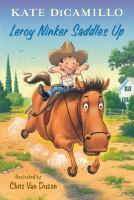 KATE DiCAMILLO
Leroy Ninker Saddles Up
illustrated by
Chris Van Dusen